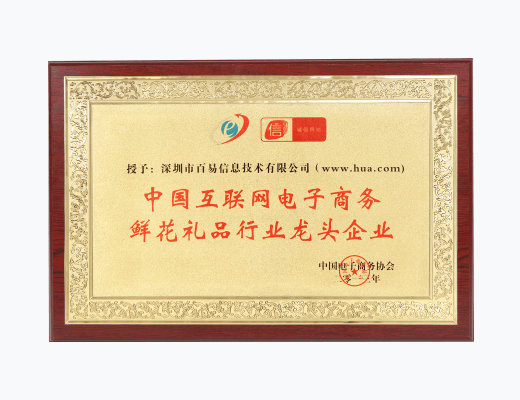 信 诚信网站
授予：深圳市百易信息技术有限公司（www.hua.com）
中国互联网电子商务
鲜花礼品行业龙头企业
中国电子商务协会
年